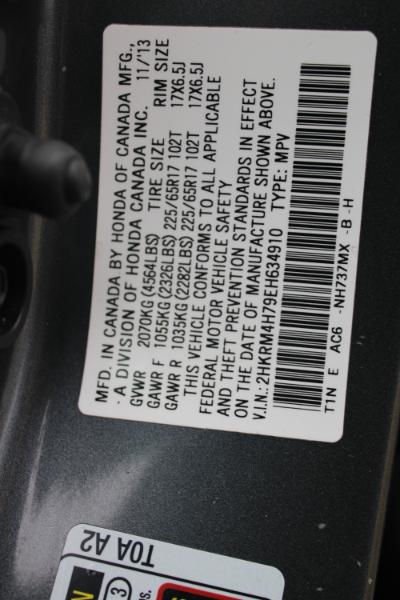 MFD. IN CANADA BY HONDA OF CANADA MFG.,
- A DIVISION OF HONDA CANADA INC. 11/13
GVWR 2070KG (4564LBS) TIRE SIZE RIM SIZE
GAWR F 1055KG (2326LBS) 225/65R17 102T 17X6.5J
GAWR R 1035KG (2282LBS) 225/65R17 102T 17X6.5J
THIS VEHICLE CONFORMS TO ALL APPLICABLE
FEDERAL MOTOR VEHICLE SAFETY
AND THEFT PREVENTION STANDARDS IN EFFECT
ON THE DATE OF MANUFACTURE SHOWN ABOVE.
V.I.N.: 2HKRM4H79EH634910 TYPE: MPV
T1N E AC6 -NH737MX -B-H
T0A A2
3